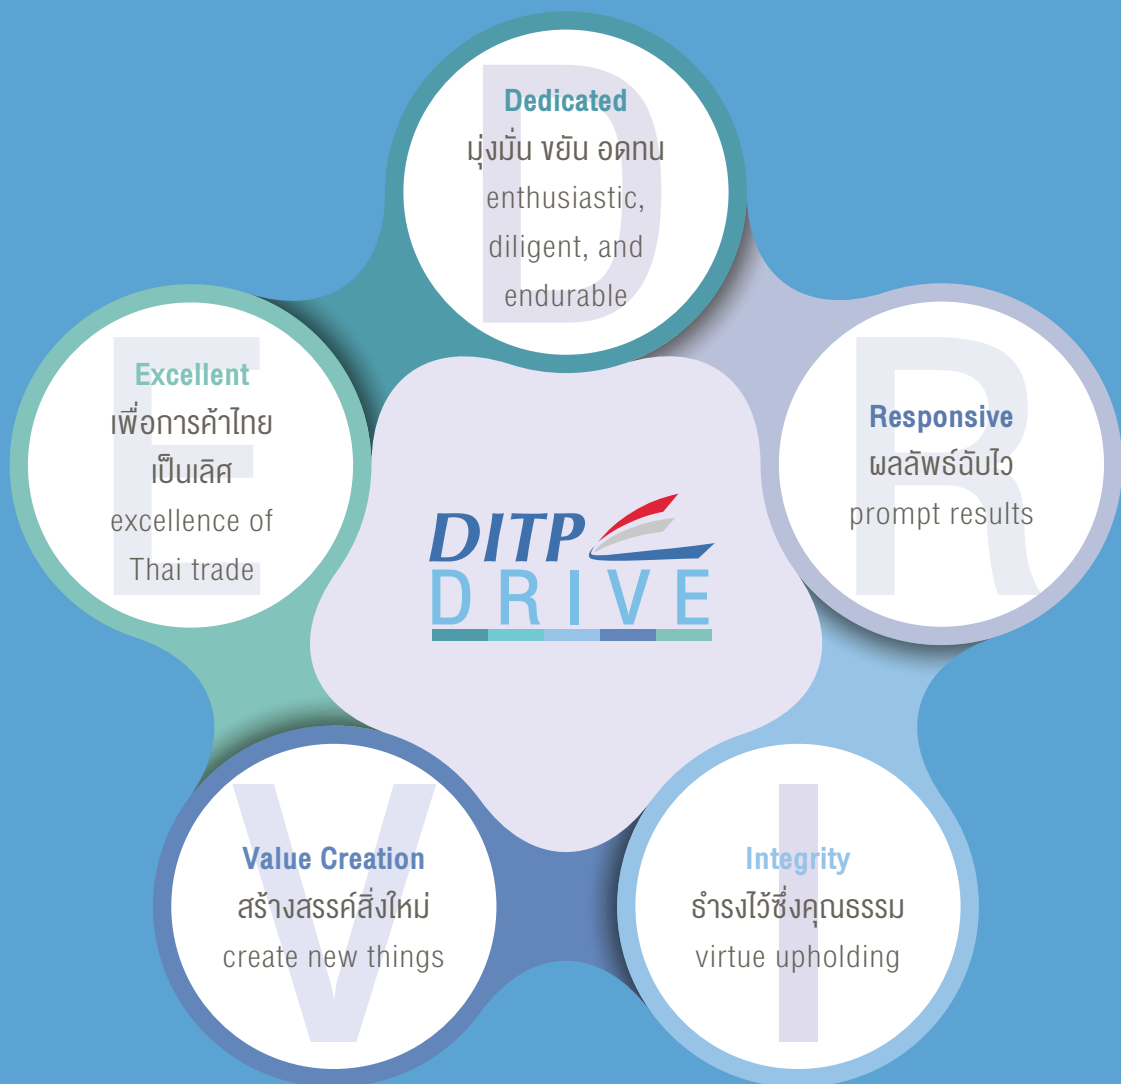 D
Dedicated
มุ่งมั่น ขยัน อดทน
enthusiastic,
diligent, and
endurable
R
Responsive
ผลลัพธ์ฉับไว
prompt results
I
Integrity
ธำรงไว้ซึ่งคุณธรรม
virtue upholding
V
Value Creation
สร้างสรรค์สิ่งใหม่
create new things
E
Excellent
เพื่อการค้าไทย
เป็นเลิศ
excellence of
Thai trade
DITP
DRIVE